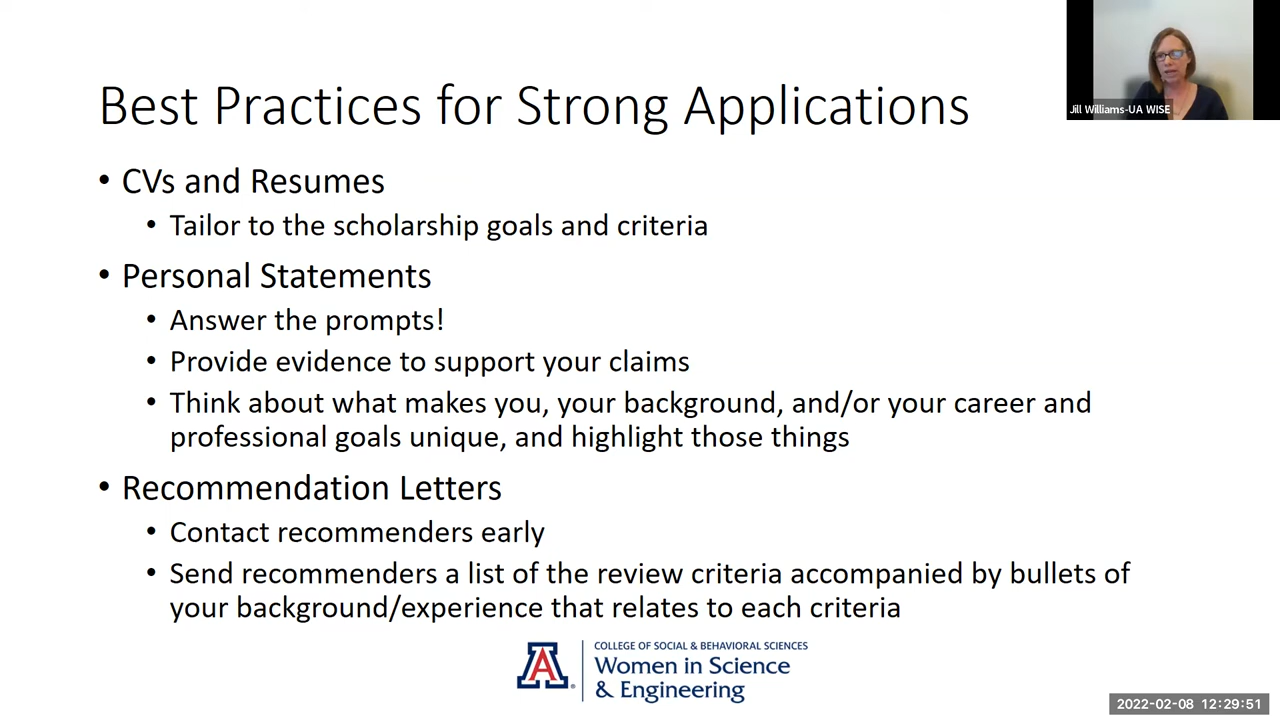 Best Practices for Strong Applications
Jill Williams-UA WISE
• CVs and Resumes
• Tailor to the scholarship goals and criteria
• Personal Statements
• Answer the prompts!
• Provide evidence to support your claims
• Think about what makes you, your background, and/or your career and
professional goals unique, and highlight those things
• Recommendation Letters
• Contact recommenders early
• Send recommenders a list of the review criteria accompanied by bullets of
your background/experience that relates to each criteria
A
COLLEGE OF SOCIAL & BEHAVIORAL SCIENCES
Women in Science
& Engineering
2022-02-08 12:29:51